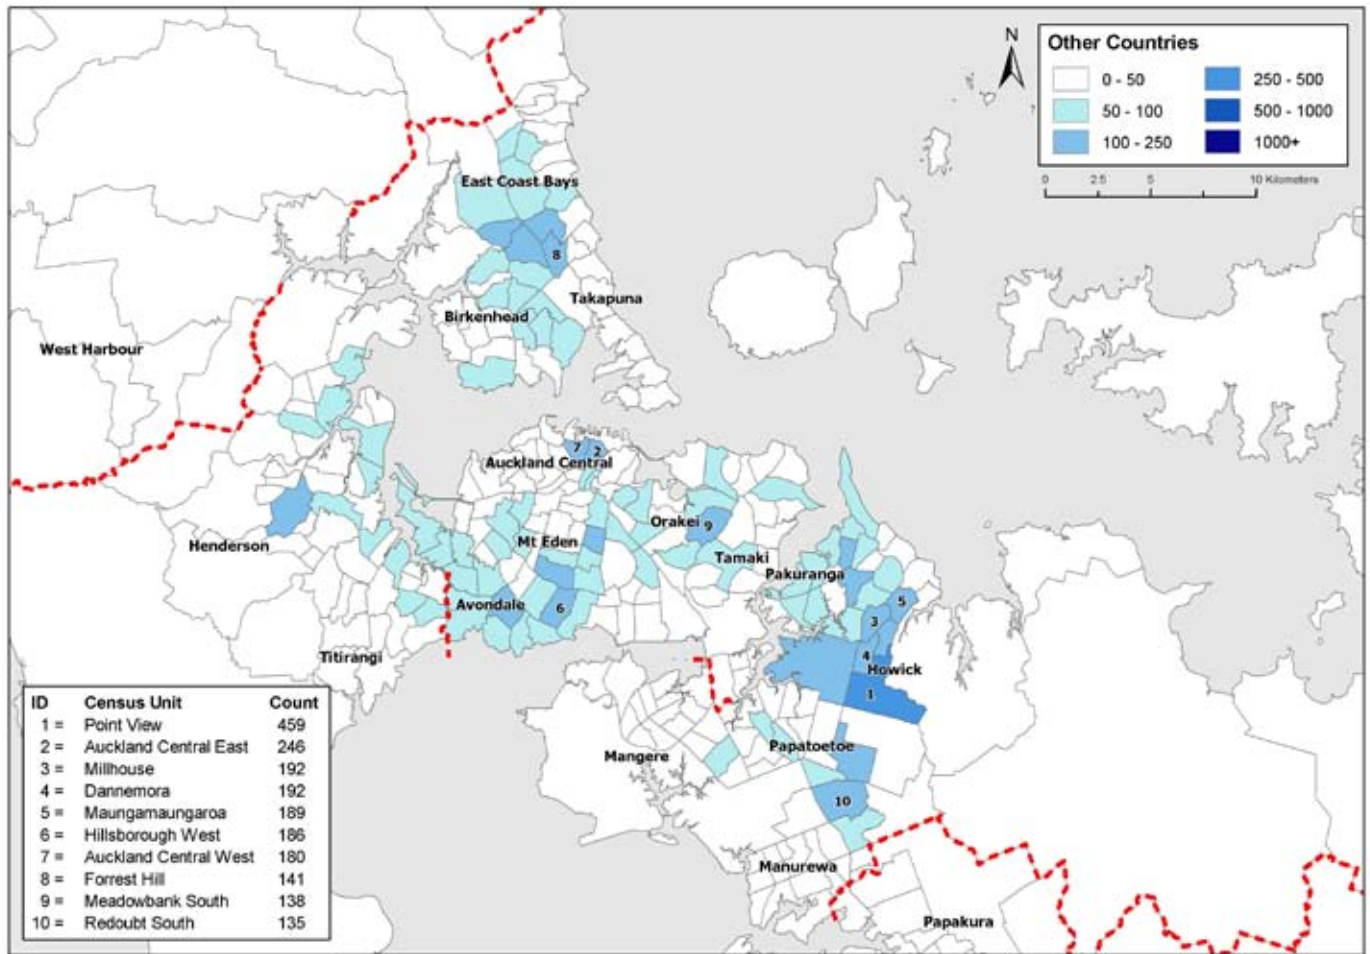 N
Other Countries
0 - 50
250 - 500
50 - 100
500 - 1000
100 - 250
1000+
0 2.5 5 10 Kilometers
East Coast Bays
8
Takapuna
Birkenhead
West Harbour
7 2
Auckland Central
Orakei 9
Henderson
Mt Eden
Tamaki
Pakuranga
Avondale 6
5
3
Titirangi
4
Howick
1
Papatoetoe
Mangere
10
Manurewa
Papakura
ID Census Unit Count
1 = Point View 459
2 = Auckland Central East 246
3 = Millhouse 192
4 = Dannemora 192
5 = Maungamaungaroa 189
6 = Hillsborough West 186
7 = Auckland Central West 180
8 = Forrest Hill 141
9 = Meadowbank South 138
10 = Redoubt South 135